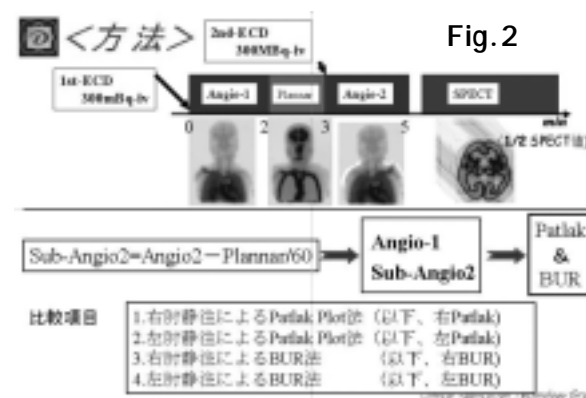 <方法>
Fig.2
2nd-ECD
300MBq-iv
1st-ECD
300mBq-iv
Angio-1
Plannar
Angio-2
SPECT
0 2 3 5 min
(1/2 SPECT法)
Sub-Angio2=Angio2－Plannar/60
Angio-1
Sub-Angio2
Patlak
&
BUR
比較項目
1.右肘静注によるPatlak Plot法（以下、右Patlak)
2.左肘静注によるPatlak Plot法（以下、左Patlak)
3.右肘静注によるBUR法（以下、右BUR)
4.左肘静注によるBUR法（以下、左BUR)